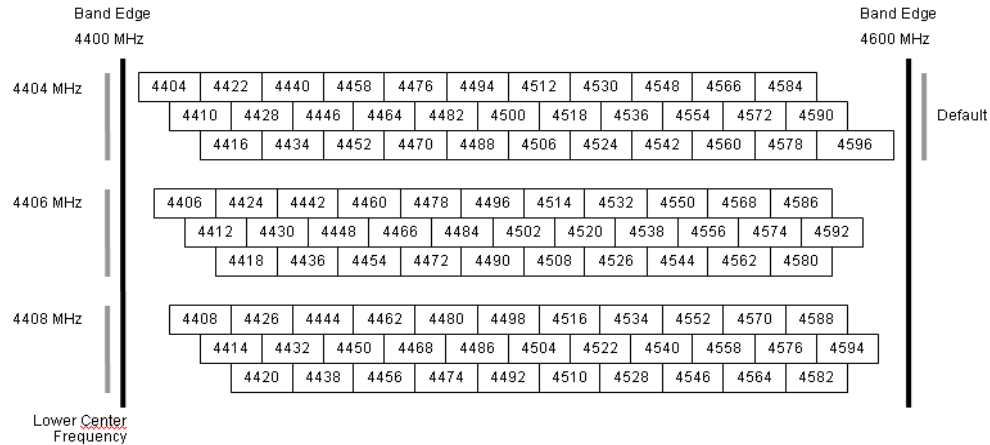 Band Edge
4400 MHz
Band Edge
4600 MHz
4404 MHz
4404 4422 4440 4458 4476 4494 4512 4530 4548 4566 4584
4410 4428 4446 4464 4482 4500 4518 4536 4554 4572 4590
Default
4416 4434 4452 4470 4488 4506 4524 4542 4560 4578 4596
4406 MHz
4406 4424 4442 4460 4478 4496 4514 4532 4550 4568 4586
4412 4430 4448 4466 4484 4502 4520 4538 4556 4574 4592
4418 4436 4454 4472 4490 4508 4526 4544 4562 4580
4408 MHz
4408 4426 4444 4462 4480 4498 4516 4534 4552 4570 4588
4414 4432 4450 4468 4486 4504 4522 4540 4558 4576 4594
4420 4438 4456 4474 4492 4510 4528 4546 4564 4582
Lower Center
Frequency